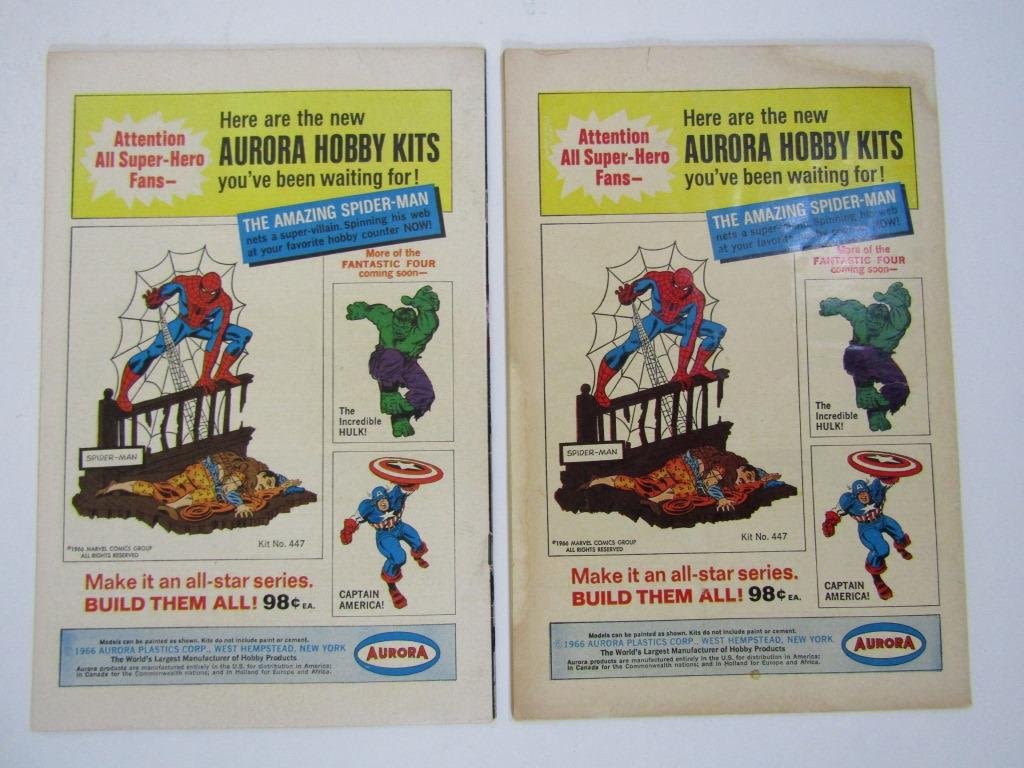 Attention
All Super-Hero
Fans—
Here are the new
AURORA HOBBY KITS
you've been waiting for!
THE AMAZING SPIDER-MAN
nets a super-villain. Spinning his web
at your favorite hobby counter NOW!
More of the
FANTASTIC FOUR
coming soon—
The
Incredible
HULK!
SPIDER-MAN
©1966 MARVEL COMICS GROUP
ALL RIGHTS RESERVED
Kit No. 447
CAPTAIN
AMERICA!
Make it an all-star series.
BUILD THEM ALL! 98¢ EA.
Models can be painted as shown. Kits do not include paint or cement.
©1966 AURORA PLASTICS CORP., WEST HEMPSTEAD, NEW YORK
The World's Largest Manufacturer of Hobby Products
Aurora products are manufactured entirely in the U.S. for distribution in America;
in Canada for the Commonwealth nations; and in Holland for Europe and Africa.
AURORA
Attention
All Super-Hero
Fans—
Here are the new
AURORA HOBBY KITS
you've been waiting for!
THE AMAZING SPIDER-MAN
nets a super-villain. Spinning his web
at your favorite hobby counter NOW!
More of the
FANTASTIC FOUR
coming soon—
The
Incredible
HULK!
SPIDER-MAN
©1966 MARVEL COMICS GROUP
ALL RIGHTS RESERVED
Kit No. 447
CAPTAIN
AMERICA!
Make it an all-star series.
BUILD THEM ALL! 98¢ EA.
Models can be painted as shown. Kits do not include paint or cement.
©1966 AURORA PLASTICS CORP., WEST HEMPSTEAD, NEW YORK
The World's Largest Manufacturer of Hobby Products
Aurora products are manufactured entirely in the U.S. for distribution in America;
in Canada for the Commonwealth nations; and in Holland for Europe and Africa.
AURORA